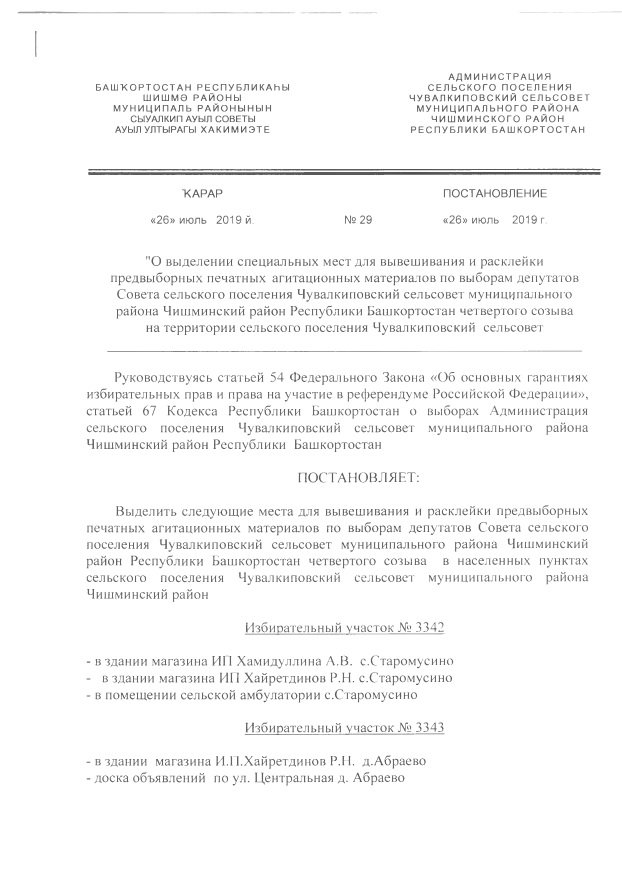 БАШҠОРТОСТАН РЕСПУБЛИКАҺЫ
ШИШМӘ РАЙОНЫ
МУНИЦИПАЛЬ РАЙОНЫНЫН
СЫУАЛКИП АУЫЛ СОВЕТЫ
АУЫЛ УЛТЫРАГЫ ХАКИМИЭТЕ
АДМИНИСТРАЦИЯ
СЕЛЬСКОГО ПОСЕЛЕНИЯ
ЧУВАЛКИПОВСКИЙ СЕЛЬСОВЕТ
МУНИЦИПАЛЬНОГО РАЙОНА
ЧИШМИНСКОГО РАЙОН
РЕСПУБЛИКИ БАШКОРТОСТАН
ҠАРАР ПОСТАНОВЛЕНИЕ
«26» июль 2019 й. № 29 «26» июль 2019 г.
"О выделении специальных мест для вывешивания и расклейки
предвыборных печатных агитационных материалов по выборам депутатов
Совета сельского поселения Чувалкиповский сельсовет муниципального
района Чишминский район Республики Башкортостан четвертого созыва
на территории сельского поселения Чувалкиповский сельсовет
Руководствуясь статьей 54 Федерального Закона «Об основных гарантиях
избирательных прав и права на участие в референдуме Российской Федерации»,
статьей 67 Кодекса Республики Башкортостан о выборах Администрация
сельского поселения Чувалкиповский сельсовет муниципального района
Чишминский район Республики Башкортостан
ПОСТАНОВЛЯЕТ:
Выделить следующие места для вывешивания и расклейки предвыборных
печатных агитационных материалов по выборам депутатов Совета сельского
поселения Чувалкиповский сельсовет муниципального района Чишминский
район Республики Башкортостан четвертого созыва в населенных пунктах
сельского поселения Чувалкиповский сельсовет муниципального района
Чишминский район
Избирательный участок № 3342
- в здании магазина ИП Хамидуллина А.В. с.Старомусино
- в здании магазина ИП Хайретдинов Р.Н. с.Старомусино
- в помещении сельской амбулатории с.Старомусино
Избирательный участок № 3343
- в здании магазина И.П.Хайретдинов Р.Н. д.Абраево
- доска объявлений по ул. Центральная д. Абраево